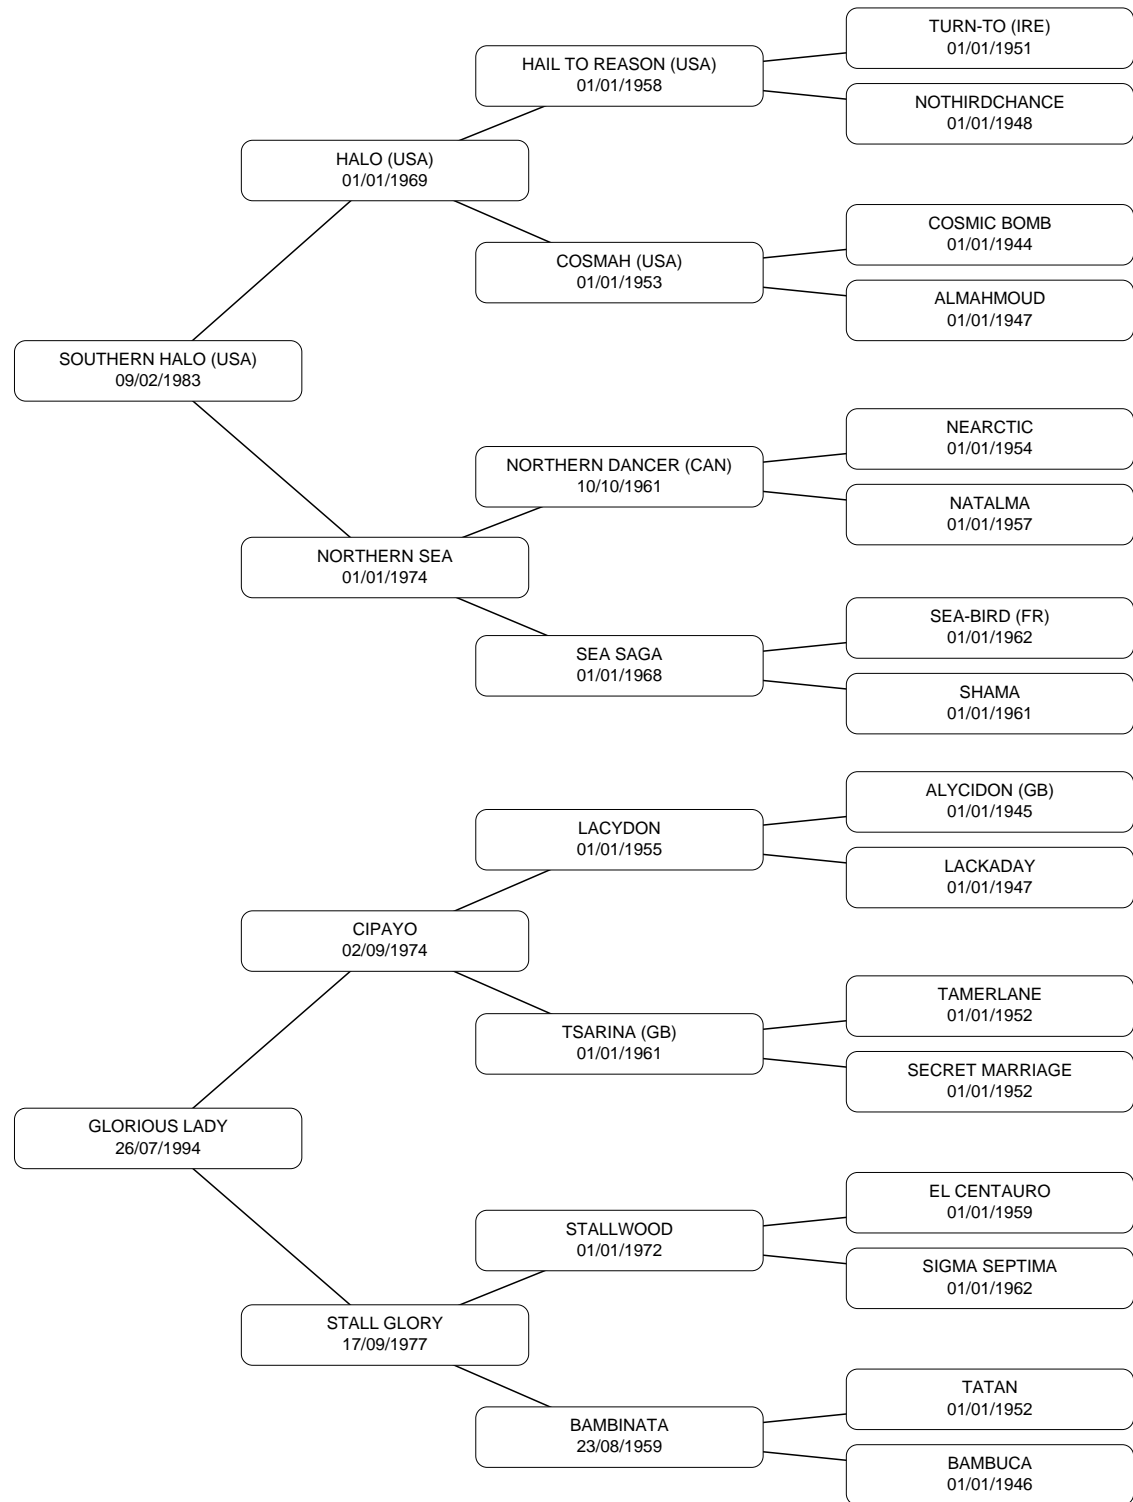 TURN-TO (IRE)
01/01/1951
HAIL TO REASON (USA)
01/01/1958
NOTHIRDCHANCE
01/01/1948
HALO (USA)
01/01/1969
COSMIC BOMB
01/01/1944
COSMAH (USA)
01/01/1953
ALMAHMOUD
01/01/1947
SOUTHERN HALO (USA)
09/02/1983
NEARCTIC
01/01/1954
NORTHERN DANCER (CAN)
10/10/1961
NATALMA
01/01/1957
NORTHERN SEA
01/01/1974
SEA-BIRD (FR)
01/01/1962
SEA SAGA
01/01/1968
SHAMA
01/01/1961
ALYCIDON (GB)
01/01/1945
LACYDON
01/01/1955
LACKADAY
01/01/1947
CIPAYO
02/09/1974
TAMERLANE
01/01/1952
TSARINA (GB)
01/01/1961
SECRET MARRIAGE
01/01/1952
GLORIOUS LADY
26/07/1994
EL CENTAURO
01/01/1959
STALLWOOD
01/01/1972
SIGMA SEPTIMA
01/01/1962
STALL GLORY
17/09/1977
TATAN
01/01/1952
BAMBINATA
23/08/1959
BAMBUCA
01/01/1946